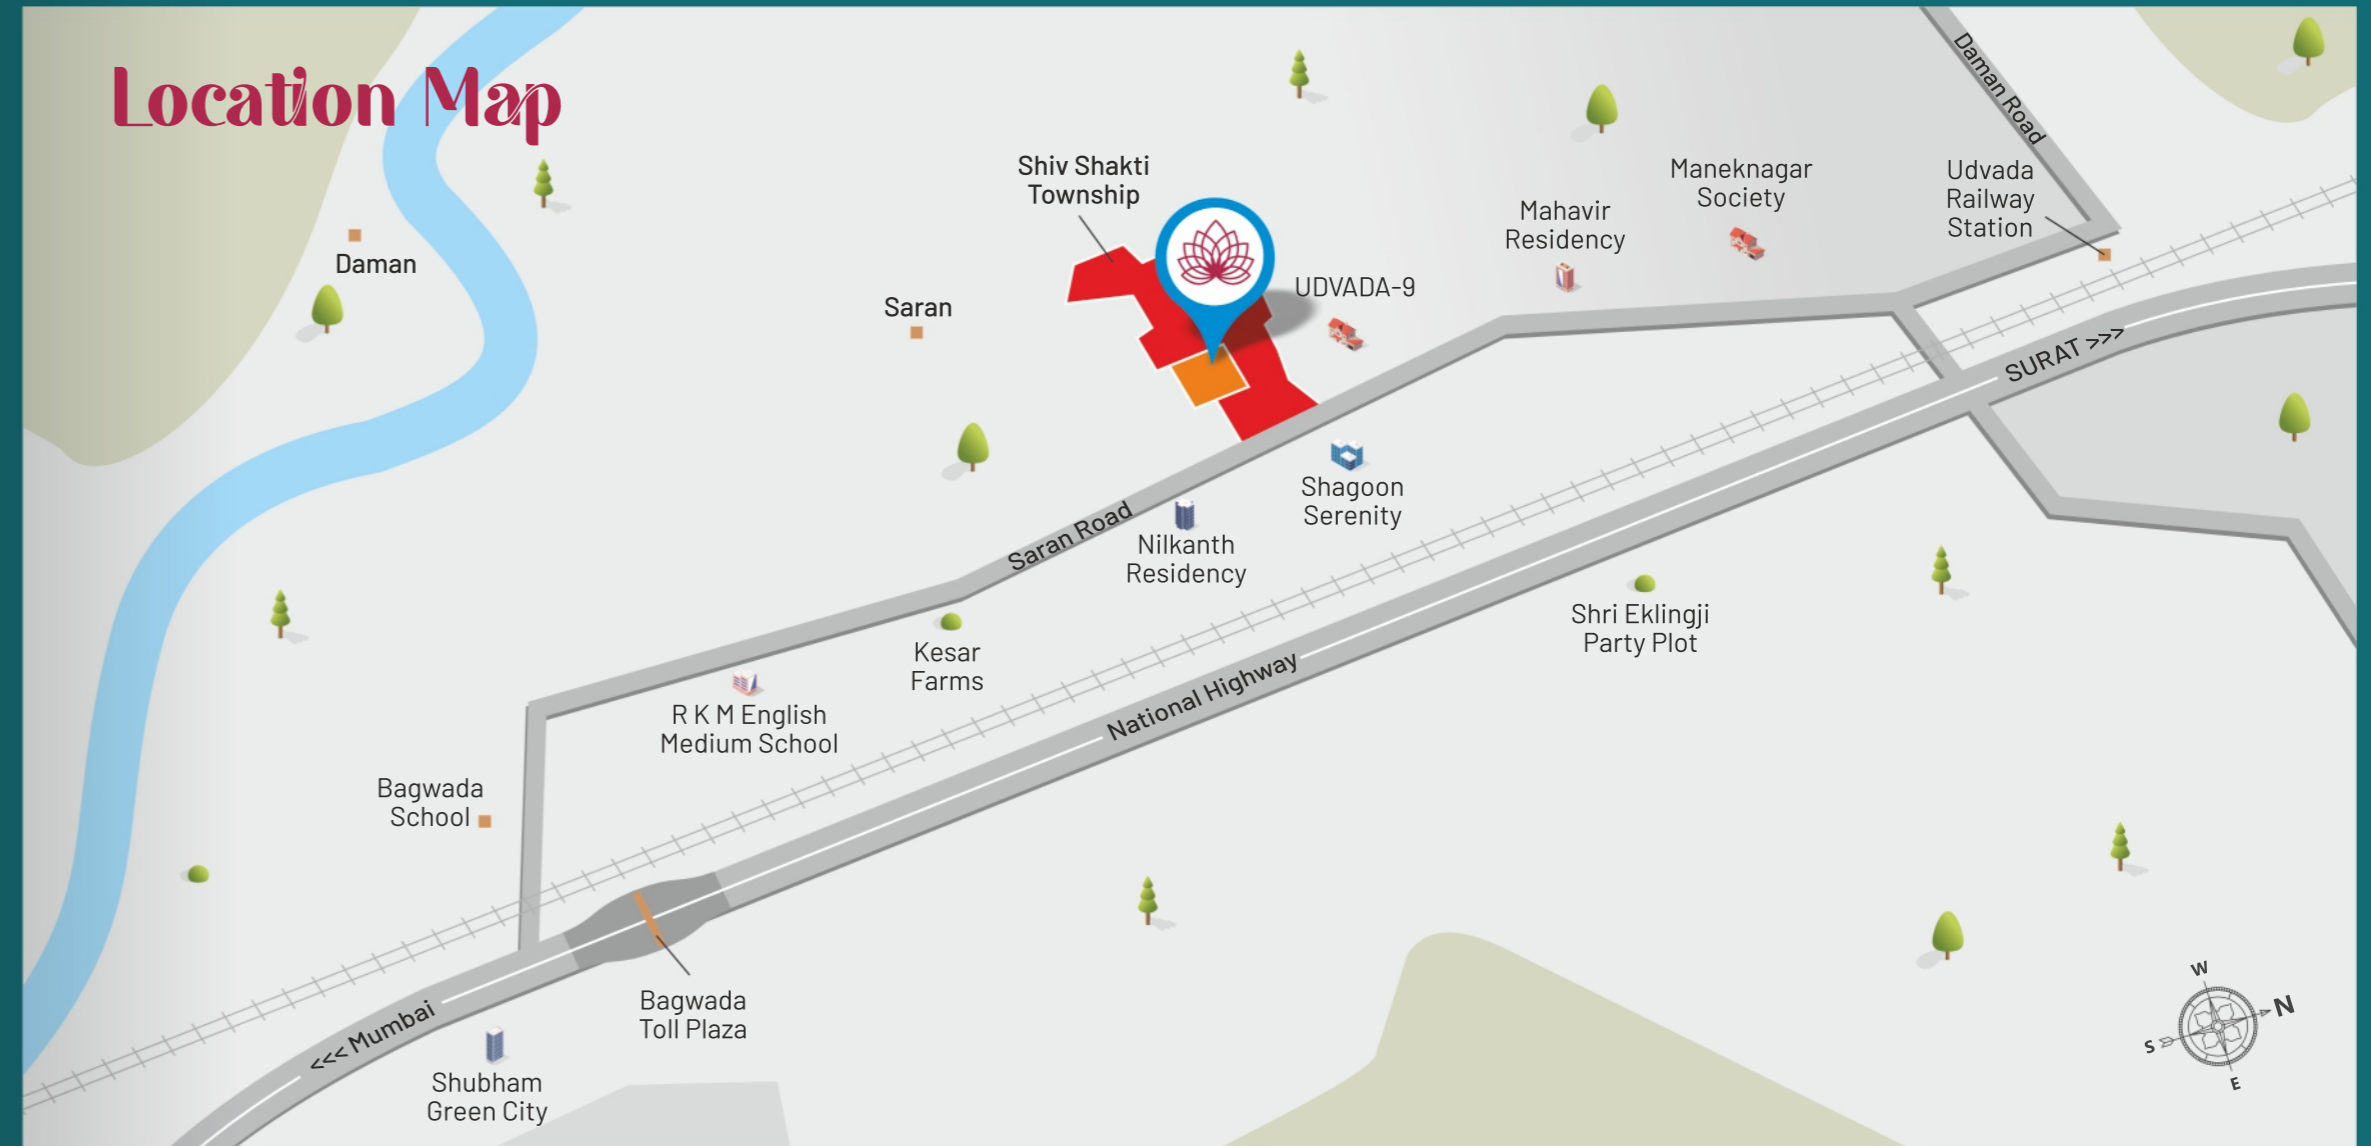 Location Map
Daman Road
Shiv Shakti
Township
Maneknagar
Society
Udvada
Railway
Station
Mahavir
Residency
Daman
UDVADA-9
Saran
SURAT >>>
Shagoon
Serenity
Saran Road
Nilkanth
Residency
Shri Eklingji
Party Plot
Kesar
Farms
National Highway
R K M English
Medium School
Bagwada
School
Bagwada
Toll Plaza
<<< Mumbai
Shubham
Green City
W
N
S
E